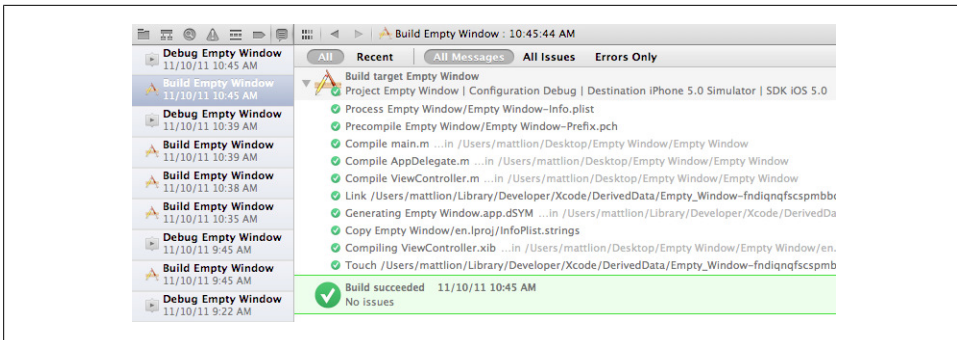 Build Empty Window : 10:45:44 AM
Debug Empty Window
11/10/11 10:45 AM
Build Empty Window
11/10/11 10:45 AM
Debug Empty Window
11/10/11 10:39 AM
Build Empty Window
11/10/11 10:39 AM
Build Empty Window
11/10/11 10:38 AM
Build Empty Window
11/10/11 10:35 AM
Debug Empty Window
11/10/11 9:45 AM
Build Empty Window
11/10/11 9:45 AM
Debug Empty Window
11/10/11 9:22 AM
All Recent All Messages All Issues Errors Only
Build target Empty Window
Project Empty Window | Configuration Debug | Destination iPhone 5.0 Simulator | SDK iOS 5.0
Process Empty Window/Empty Window-Info.plist
Precompile Empty Window/Empty Window-Prefix.pch
Compile main.m ...in /Users/mattlion/Desktop/Empty Window/Empty Window
Compile AppDelegate.m ...in /Users/mattlion/Desktop/Empty Window/Empty Window
Compile ViewController.m ...in /Users/mattlion/Desktop/Empty Window/Empty Window
Link /Users/mattlion/Library/Developer/Xcode/DerivedData/Empty_Window-fndiqnqfscspmbb
Generating Empty Window.app.dSYM ...in /Users/mattlion/Library/Developer/Xcode/DerivedDa
Copy Empty Window/en.lproj/InfoPlist.strings
Compiling ViewController.xib ...in /Users/mattlion/Desktop/Empty Window/Empty Window/en.
Touch /Users/mattlion/Library/Developer/Xcode/DerivedData/Empty_Window-fndiqnqfscspmb
Build succeeded 11/10/11 10:45 AM
No issues